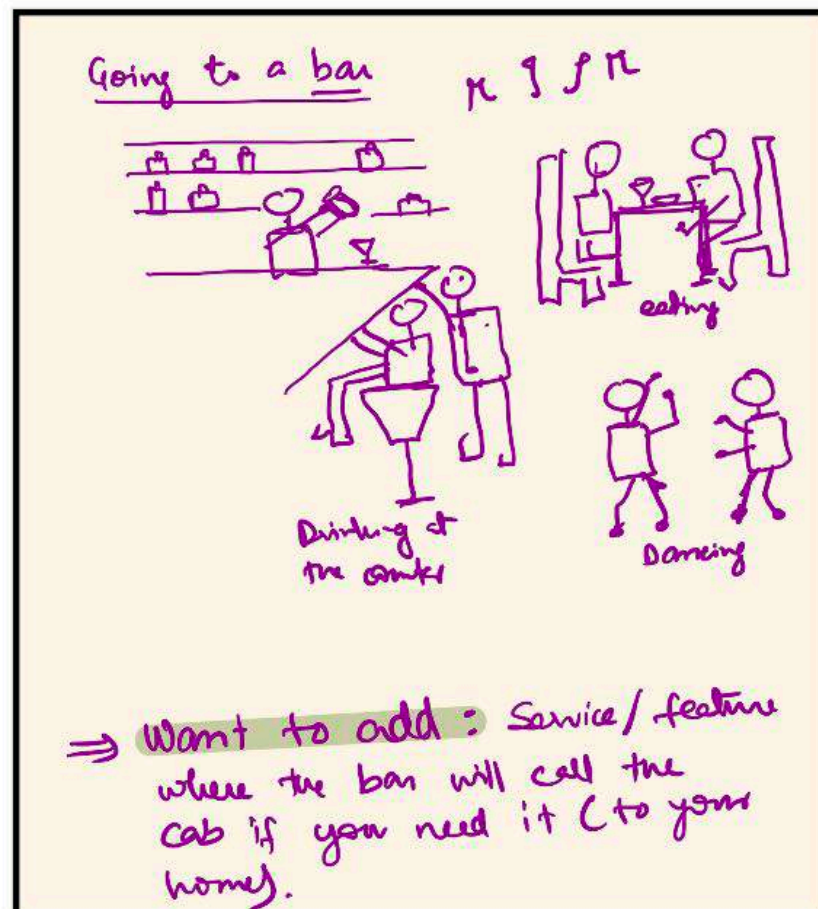 Going to a bar
eating
Drinking at
the counter
Dancing
⇒ Want to add : Service/ feature
where the bar will call the
cab if you need it (to your
home).